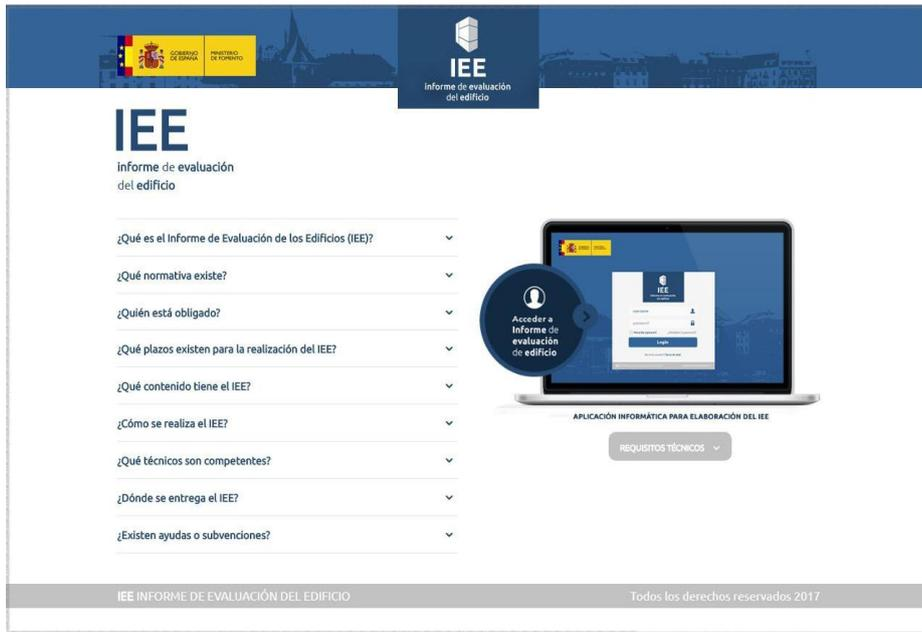 GOBIERNO
DE ESPAÑA
MINISTERIO
DE FOMENTO
IEE
informe de evaluación
del edificio
IEE
informe de evaluación
del edificio
¿Qué es el Informe de Evaluación de los Edificios (IEE)?
¿Qué normativa existe?
¿Quién está obligado?
¿Qué plazos existen para la realización del IEE?
¿Qué contenido tiene el IEE?
¿Cómo se realiza el IEE?
¿Qué técnicos son competentes?
¿Dónde se entrega el IEE?
¿Existen ayudas o subvenciones?
Acceder a
Informe de
evaluación
de edificio
IEE
Login
APLICACIÓN INFORMÁTICA PARA ELABORACIÓN DEL IEE
REQUISITOS TÉCNICOS
IEE INFORME DE EVALUACIÓN DEL EDIFICIO
Todos los derechos reservados 2017